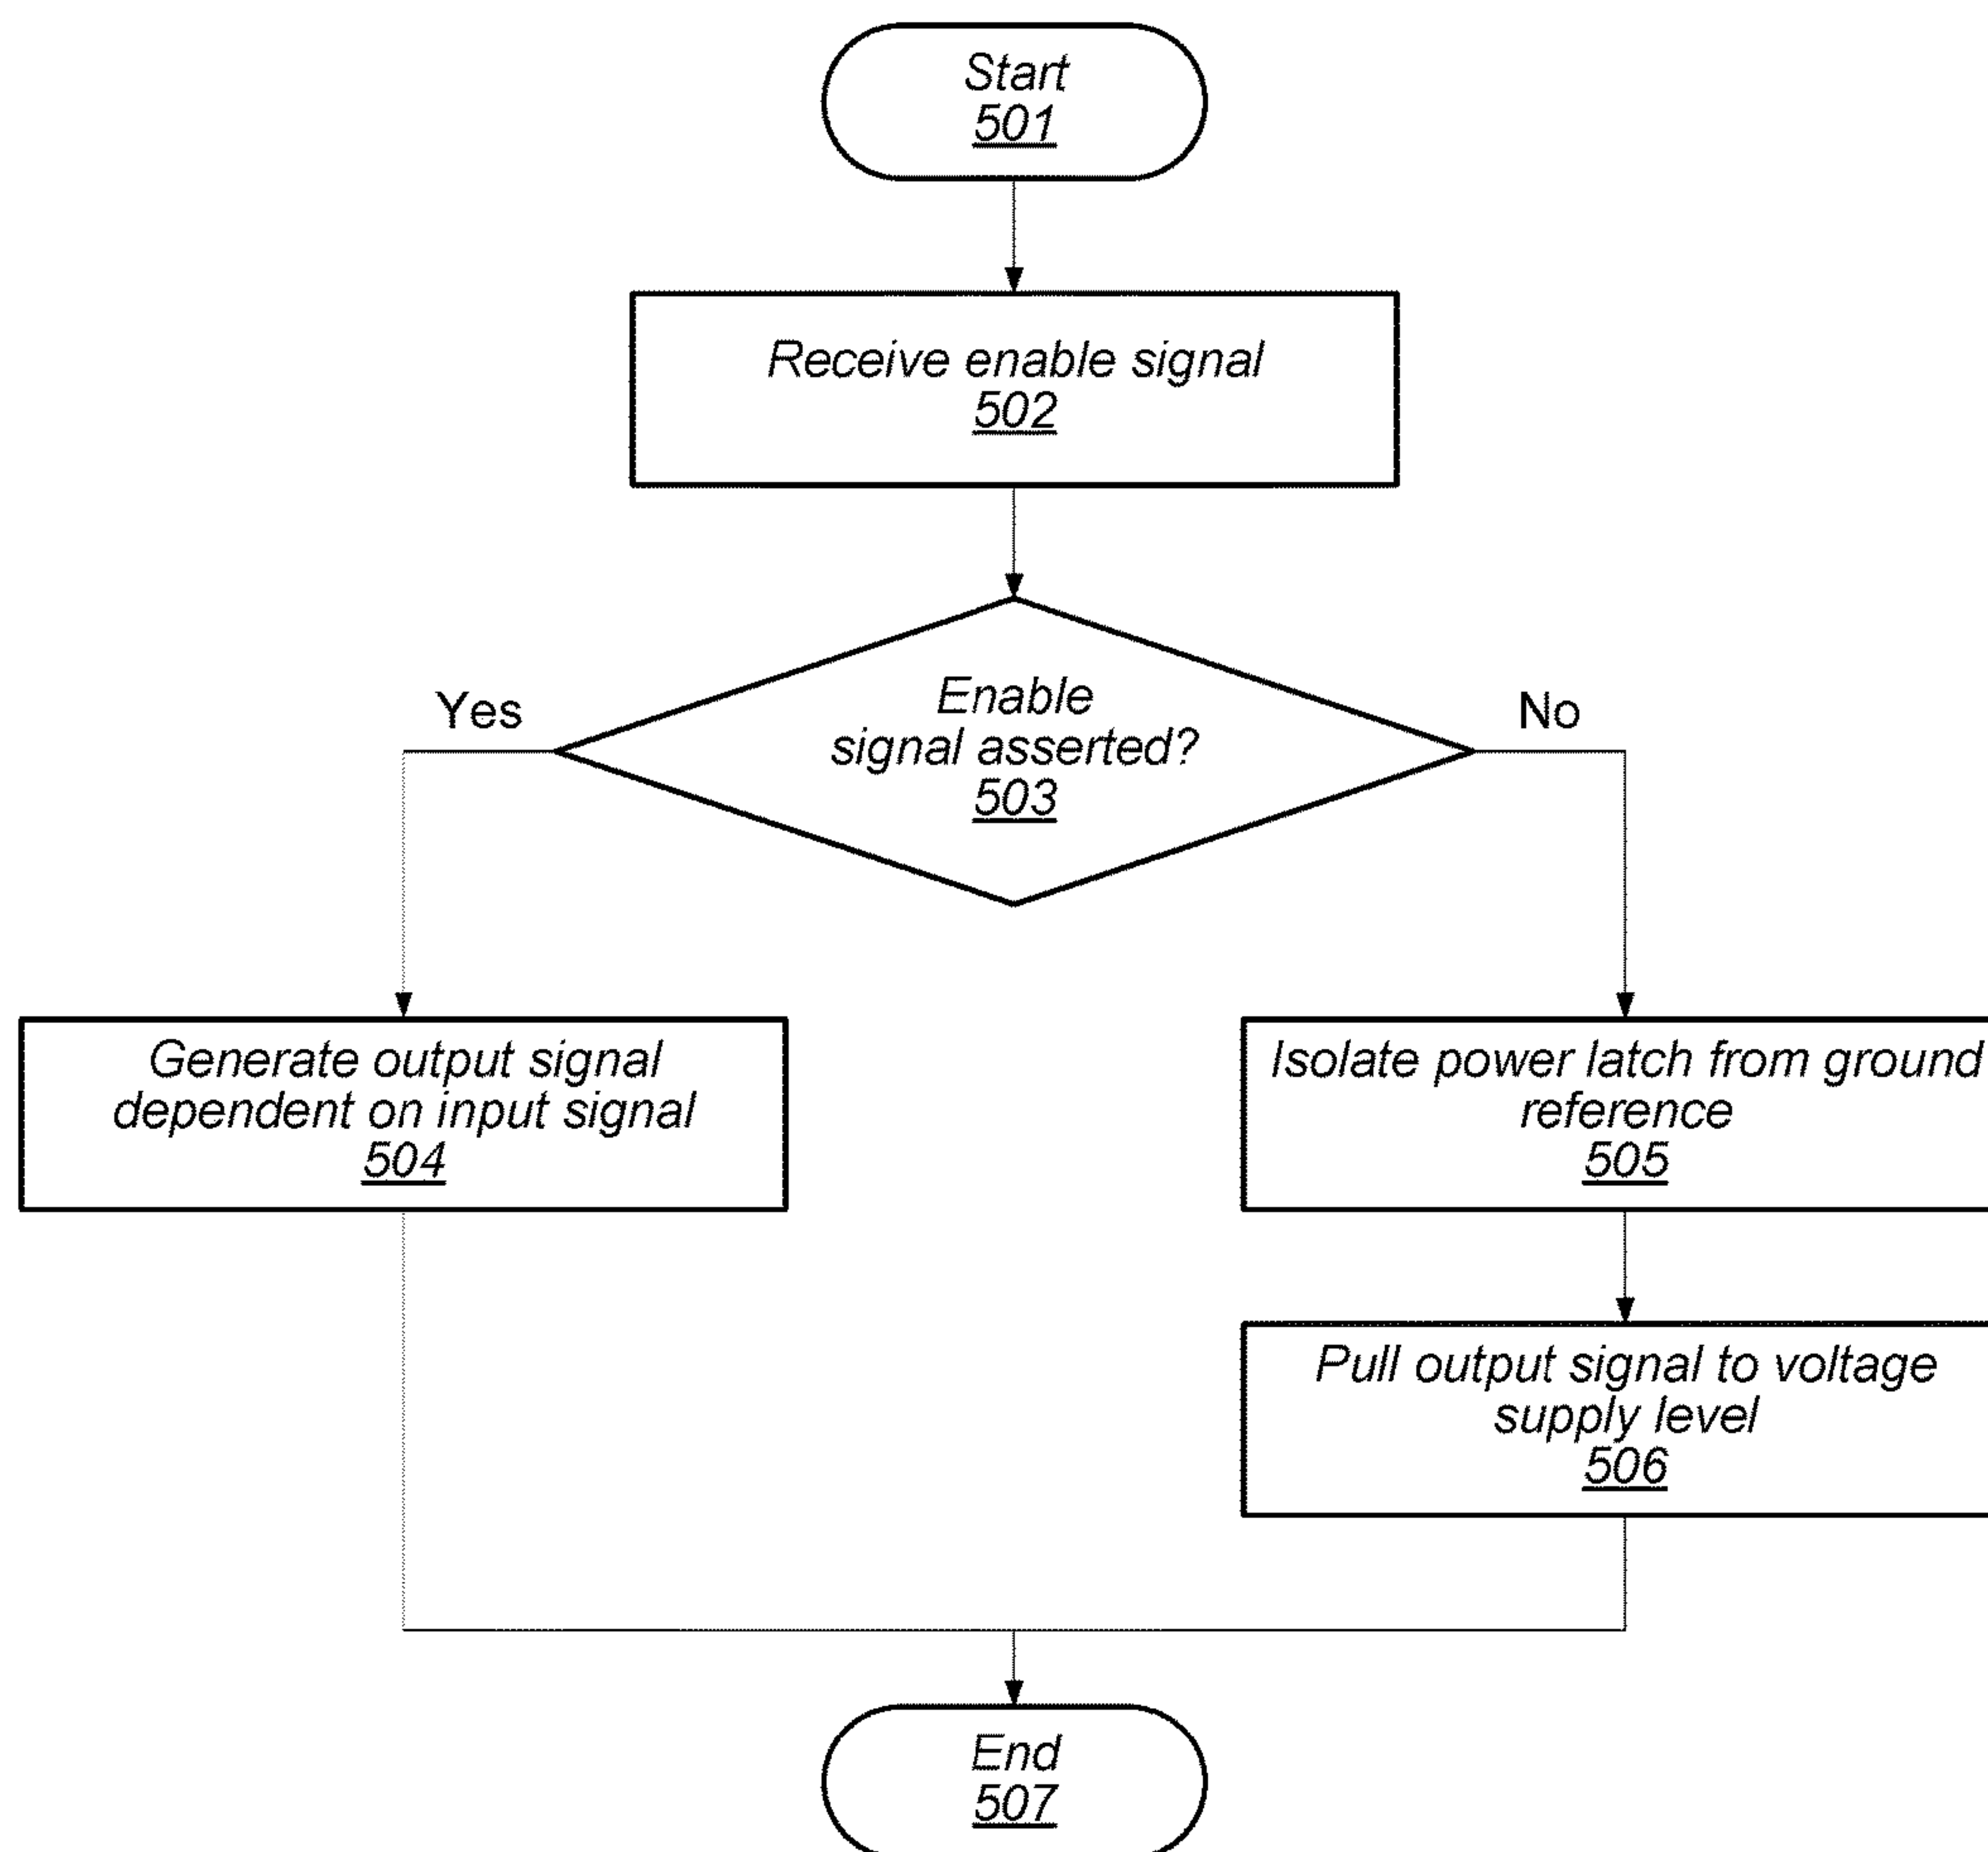 Start
501
Receive enable signal
502
Yes
Enable
signal asserted?
503
No
Generate output signal
dependent on input signal
504
Isolate power latch from ground
reference
505
Pull output signal to voltage
supply level
506
End
507